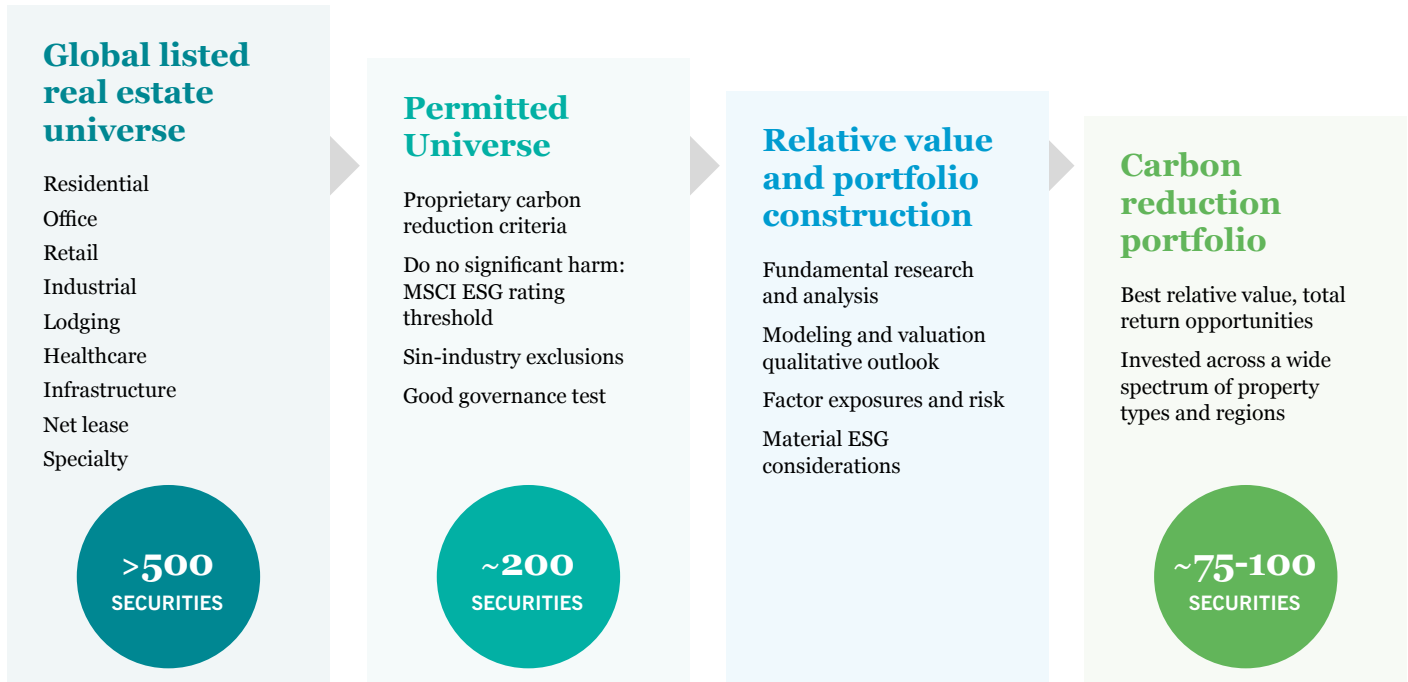 Global listed
real estate
universe
Residential
Office
Retail
Industrial
Lodging
Healthcare
Infrastructure
Net lease
Specialty
>500
SECURITIES
Permitted
Universe
Proprietary carbon
reduction criteria
Do no significant harm:
MSCI ESG rating
threshold
Sin-industry exclusions
Good governance test
~200
SECURITIES
Relative value
and portfolio
construction
Fundamental research
and analysis
Modeling and valuation
qualitative outlook
Factor exposures and risk
Material ESG
considerations
Carbon
reduction
portfolio
Best relative value, total
return opportunities
Invested across a wide
spectrum of property
types and regions
~75-100
SECURITIES